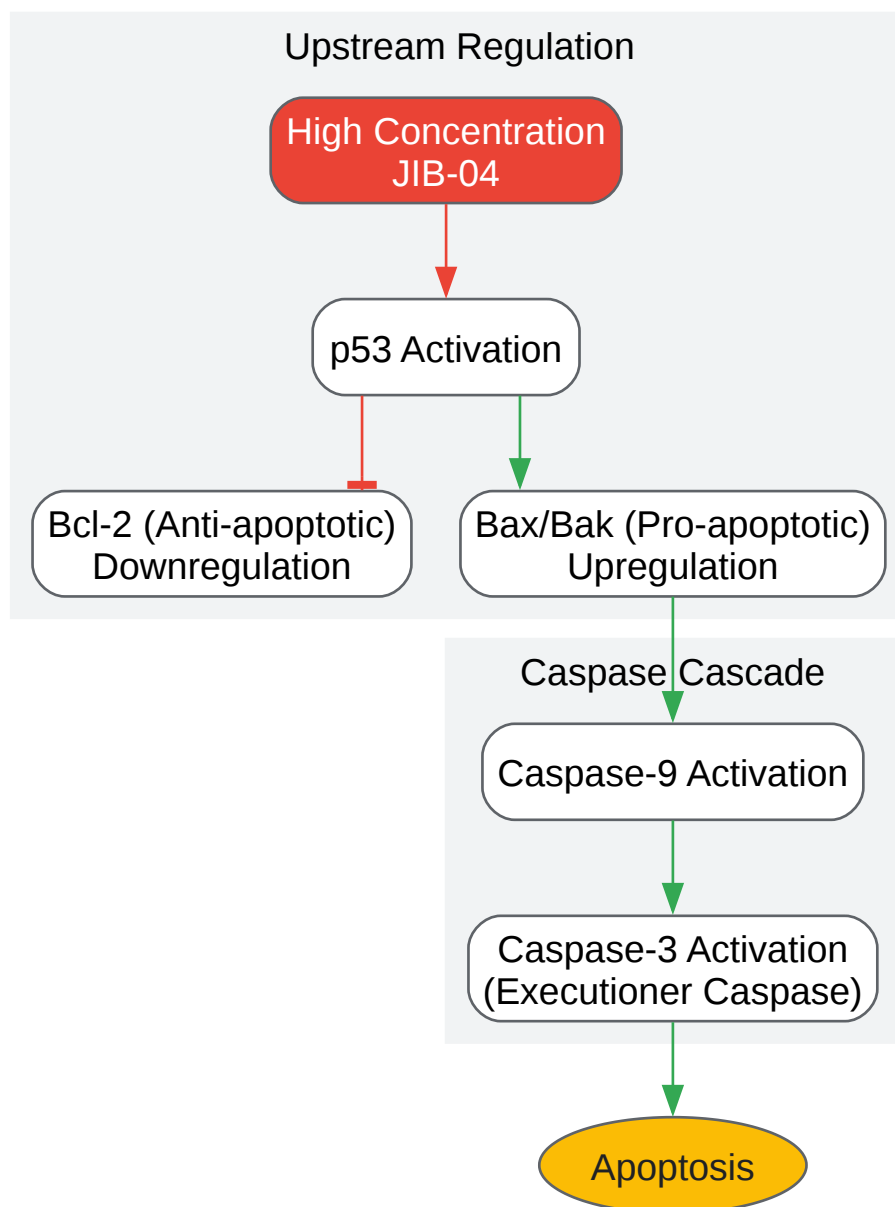 Upstream Regulation
High Concentration
JIB-04
p53 Activation
Bcl-2 (Anti-apoptotic)
Downregulation
Bax/Bak (Pro-apoptotic)
Upregulation
Caspase Cascade
Caspase-9 Activation
Caspase-3 Activation
(Executioner Caspase)
Apoptosis